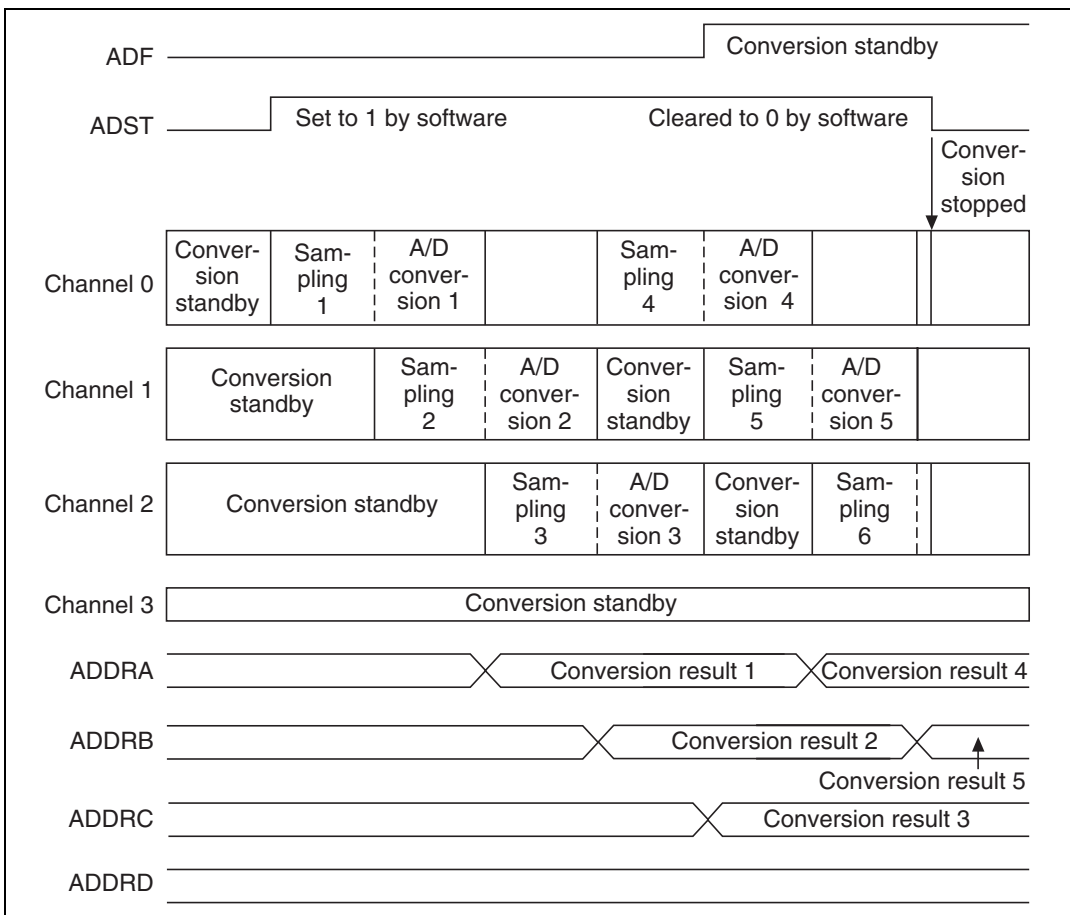 ADF
Conversion standby
ADST
Set to 1 by software
Cleared to 0 by software
Conver-
sion
stopped
Channel 0
Conver-
sion
standby
Sam-
pling
1
A/D
conver-
sion 1
Sam-
pling
4
A/D
conver-
sion 4
Channel 1
Conversion
standby
Sam-
pling
2
A/D
conver-
sion 2
Conver-
sion
standby
Sam-
pling
5
A/D
conver-
sion 5
Channel 2
Conversion standby
Sam-
pling
3
A/D
conver-
sion 3
Conver-
sion
standby
Sam-
pling
6
Channel 3
Conversion standby
ADDRA
Conversion result 1
Conversion result 4
ADDRB
Conversion result 2
Conversion result 5
ADDRC
Conversion result 3
ADDRD